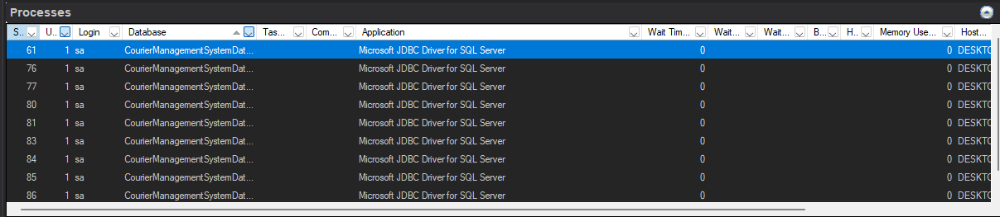 Processes
S... U... Login Database Tas... Com... Application Wait Tim... Wait... Wait... B... H... Memory Use... Host...
61 1 sa CourierManagementSystemDat... Microsoft JDBC Driver for SQL Server 0 0 DESKTO
76 1 sa CourierManagementSystemDat... Microsoft JDBC Driver for SQL Server 0 0 DESKTO
77 1 sa CourierManagementSystemDat... Microsoft JDBC Driver for SQL Server 0 0 DESKTO
80 1 sa CourierManagementSystemDat... Microsoft JDBC Driver for SQL Server 0 0 DESKTO
81 1 sa CourierManagementSystemDat... Microsoft JDBC Driver for SQL Server 0 0 DESKTO
83 1 sa CourierManagementSystemDat... Microsoft JDBC Driver for SQL Server 0 0 DESKTO
84 1 sa CourierManagementSystemDat... Microsoft JDBC Driver for SQL Server 0 0 DESKTO
85 1 sa CourierManagementSystemDat... Microsoft JDBC Driver for SQL Server 0 0 DESKTO
86 1 sa CourierManagementSystemDat... Microsoft JDBC Driver for SQL Server 0 0 DESKTO